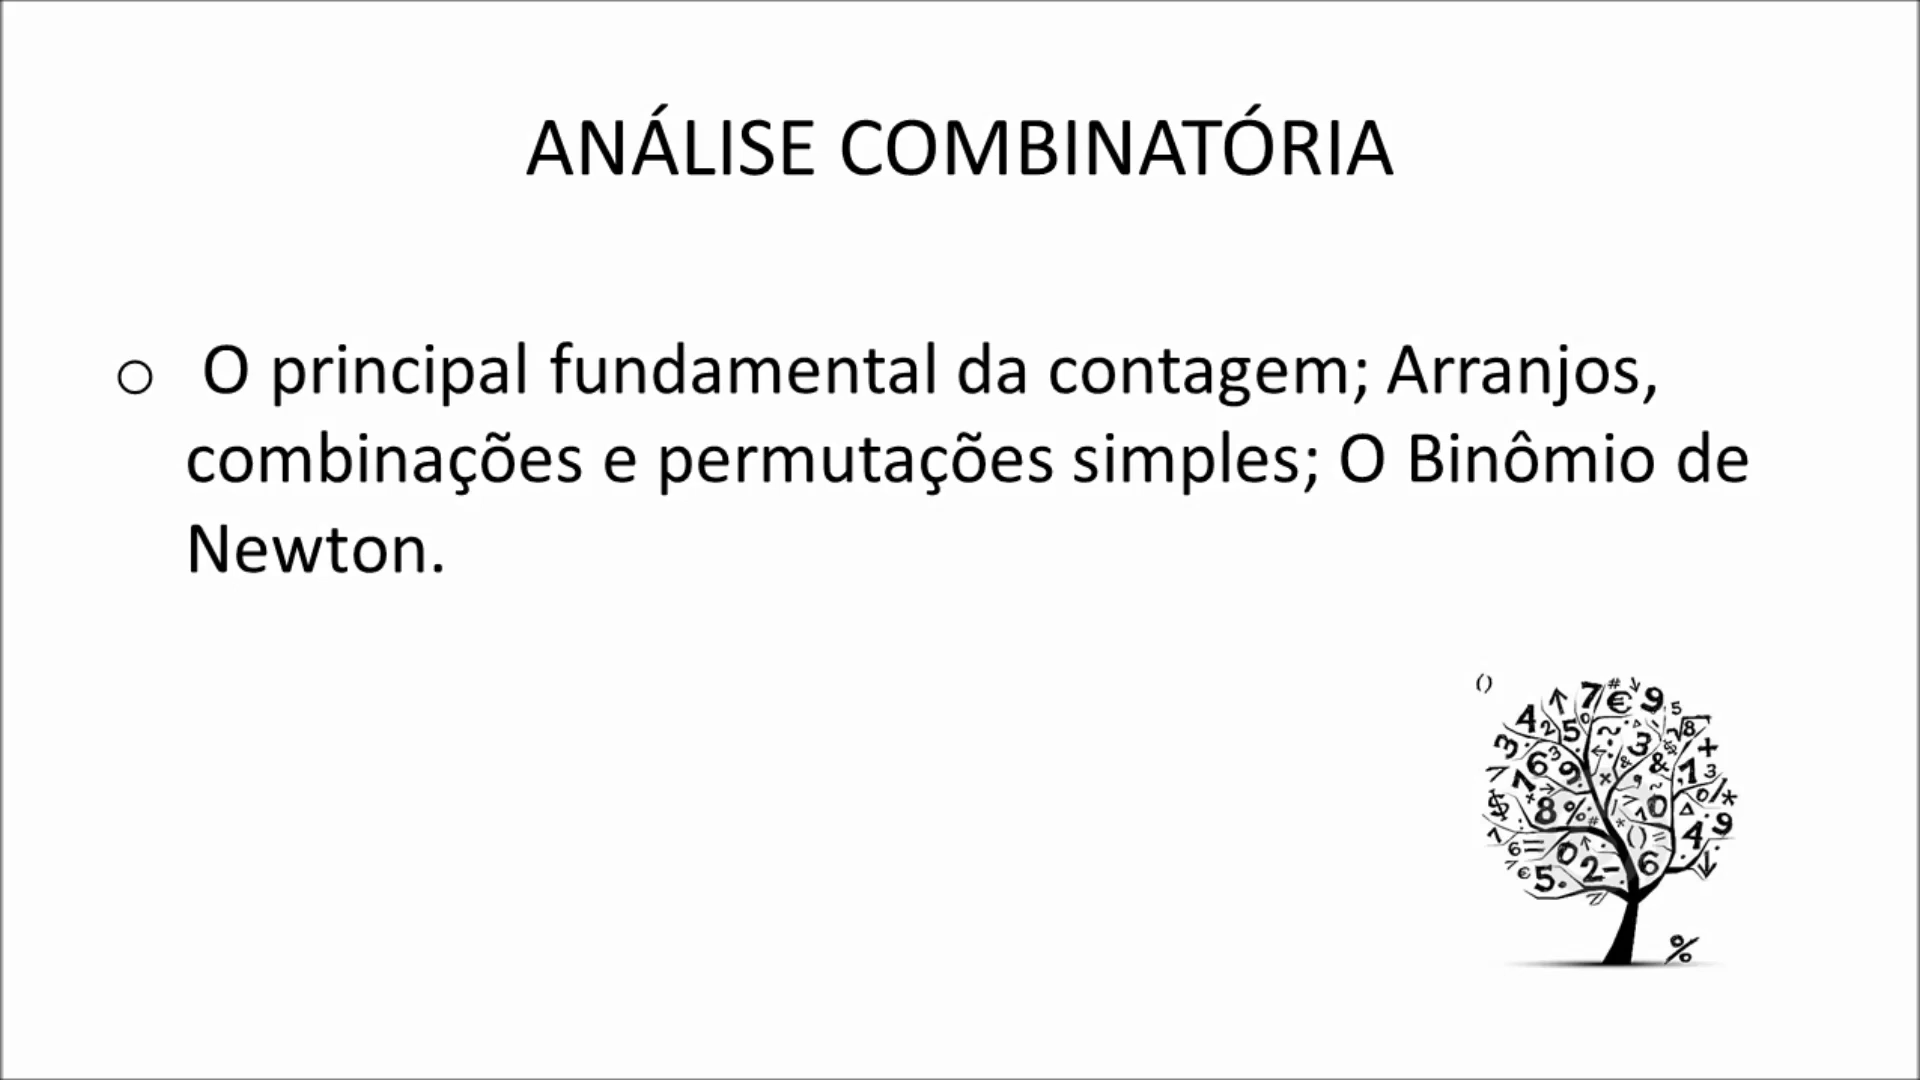 ANÁLISE COMBINATÓRIA
o O principal fundamental da contagem; Arranjos,
combinações e permutações simples; O Binômio de
Newton.